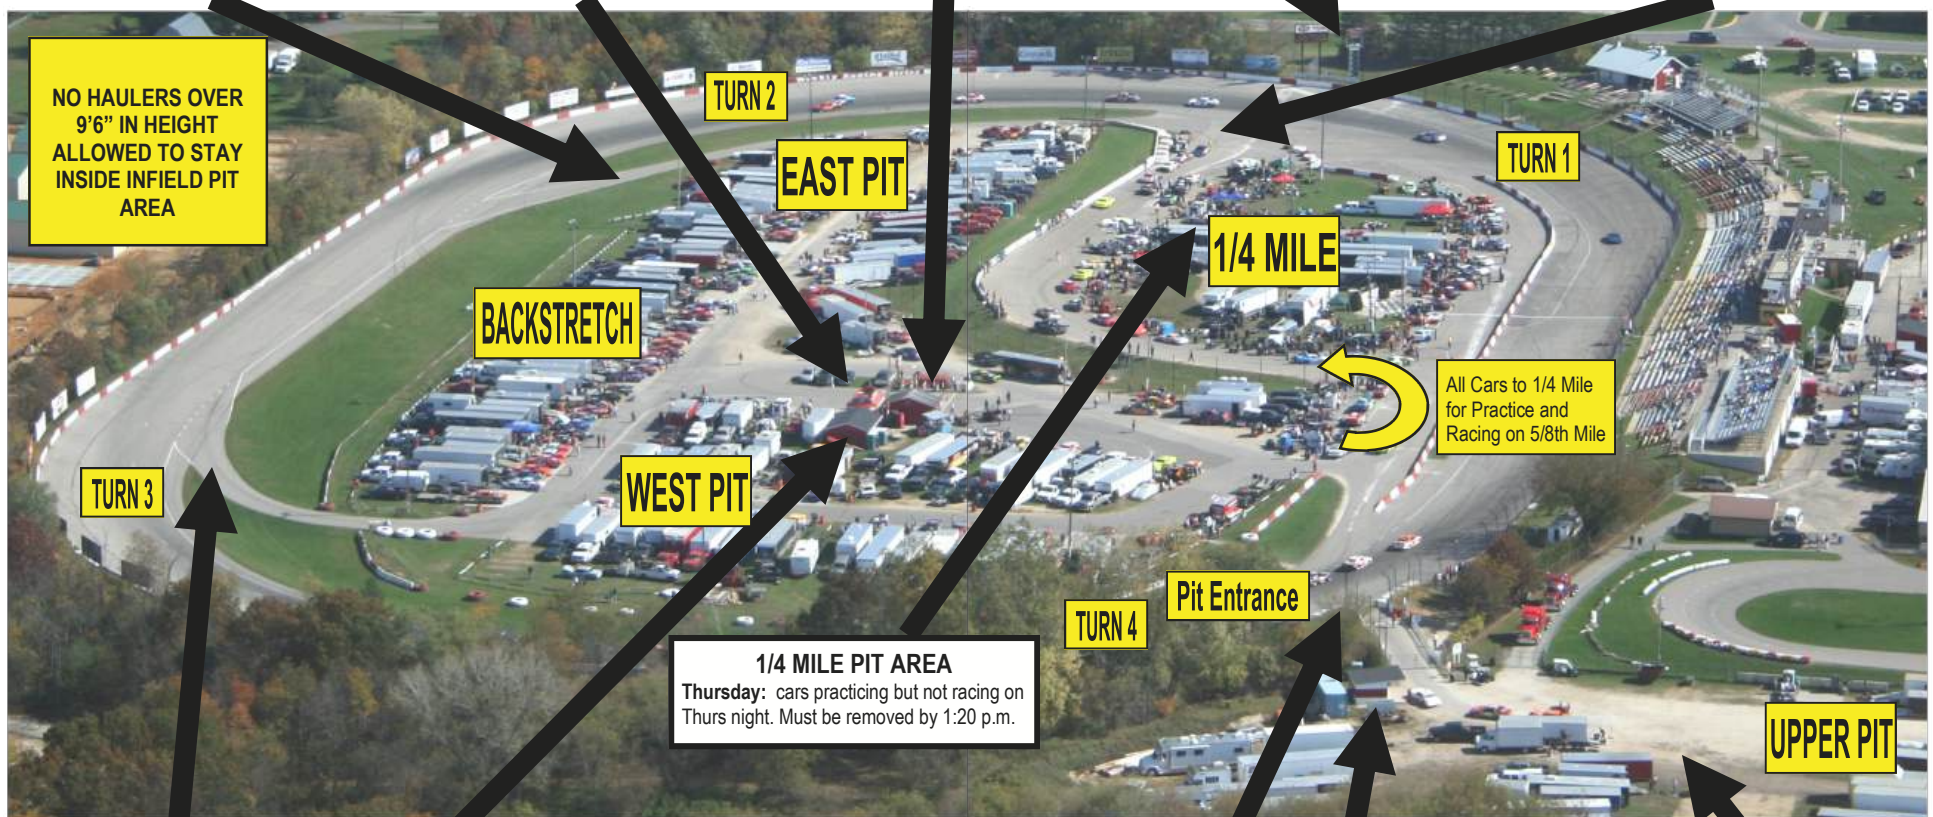 NO HAULERS OVER
9’6” IN HEIGHT
ALLOWED TO STAY
INSIDE INFIELD PIT
AREA
TURN 2
EAST PIT
TURN 1
1/4 MILE
BACKSTRETCH
All Cars to 1/4 Mile
for Practice and
Racing on 5/8th Mile
TURN 3
WEST PIT
Pit Entrance
TURN 4
1/4 MILE PIT AREA
Thursday: cars practicing but not racing on
Thurs night. Must be removed by 1:20 p.m.
UPPER PIT